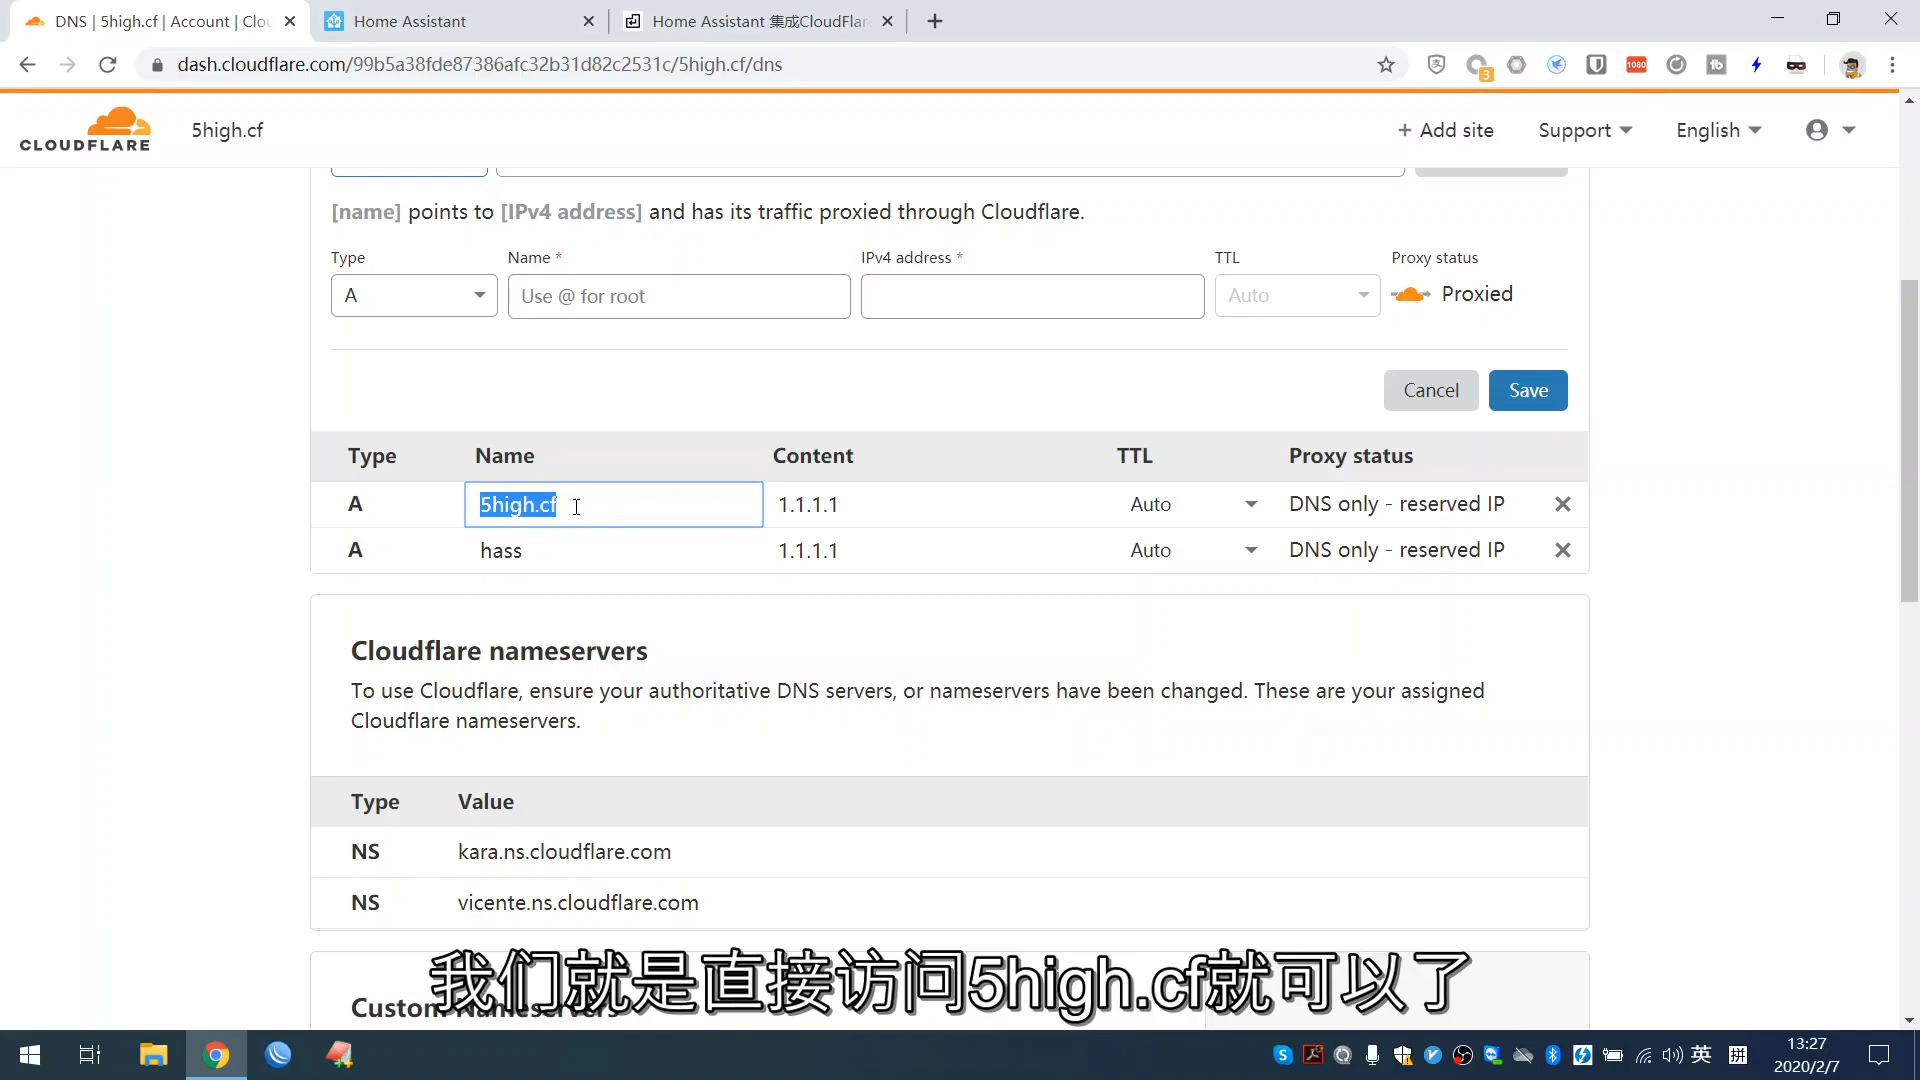 DNS | 5high.cf | Account | Clou
Home Assistant
Home Assistant 集成CloudFlar
dash.cloudflare.com/99b5a38fde87386afc32b31d82c2531c/5high.cf/dns
3
1080
CLOUDFLARE
5high.cf
+ Add site
Support
English
[name] points to [IPv4 address] and has its traffic proxied through Cloudflare.
Type
Name *
IPv4 address *
TTL
Proxy status
A
Use @ for root
Auto
Proxied
Cancel
Save
Type Name Content TTL Proxy status
A 5high.cf 1.1.1.1 Auto DNS only - reserved IP
A hass 1.1.1.1 Auto DNS only - reserved IP
Cloudflare nameservers
To use Cloudflare, ensure your authoritative DNS servers, or nameservers have been changed. These are your assigned
Cloudflare nameservers.
Type Value
NS kara.ns.cloudflare.com
NS vicente.ns.cloudflare.com
Custom Nameservers
我们就是直接访问5high.cf就可以了
英
拼
13:27
2020/2/7